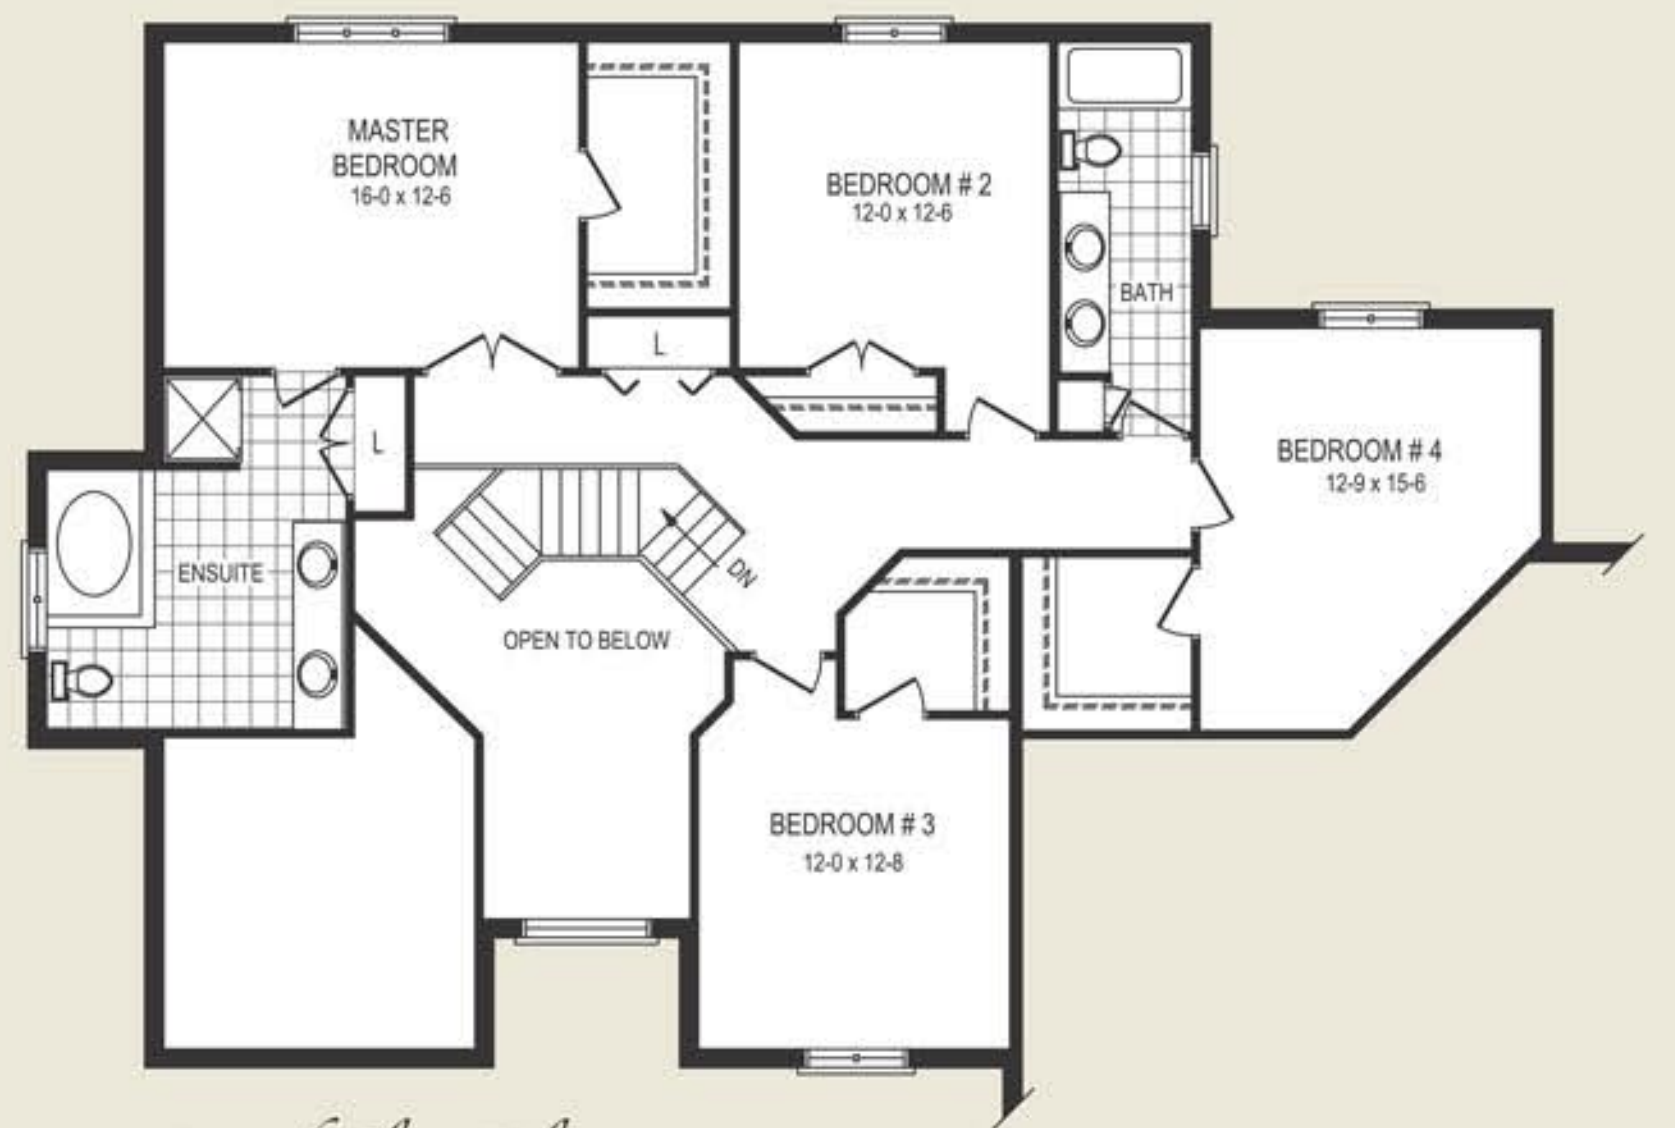 MASTER
BEDROOM
16-0 x 12-6
BEDROOM # 2
12-0 x 12-6
BATH
L
L
BEDROOM # 4
12-9 x 15-6
ENSUITE
DN
OPEN TO BELOW
BEDROOM # 3
12-0 x 12-8